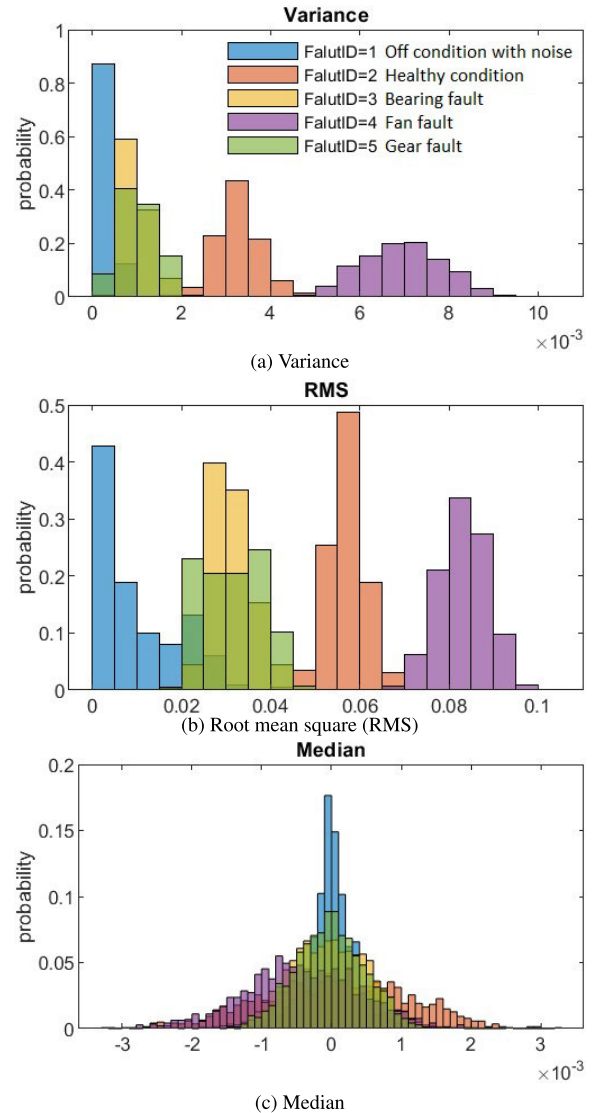 Variance
1
0.8
0.6
0.4
0.2
0
probability
FalutID=1 Off condition with noise
FalutID=2 Healthy condition
FalutID=3 Bearing fault
FalutID=4 Fan fault
FalutID=5 Gear fault
0 2 4 6 8 10
×10⁻³
(a) Variance
RMS
0.5
0.4
0.3
0.2
0.1
0
probability
0 0.02 0.04 0.06 0.08 0.1
(b) Root mean square (RMS)
Median
0.2
0.15
0.1
0.05
0
probability
-3 -2 -1 0 1 2 3
×10⁻³
(c) Median